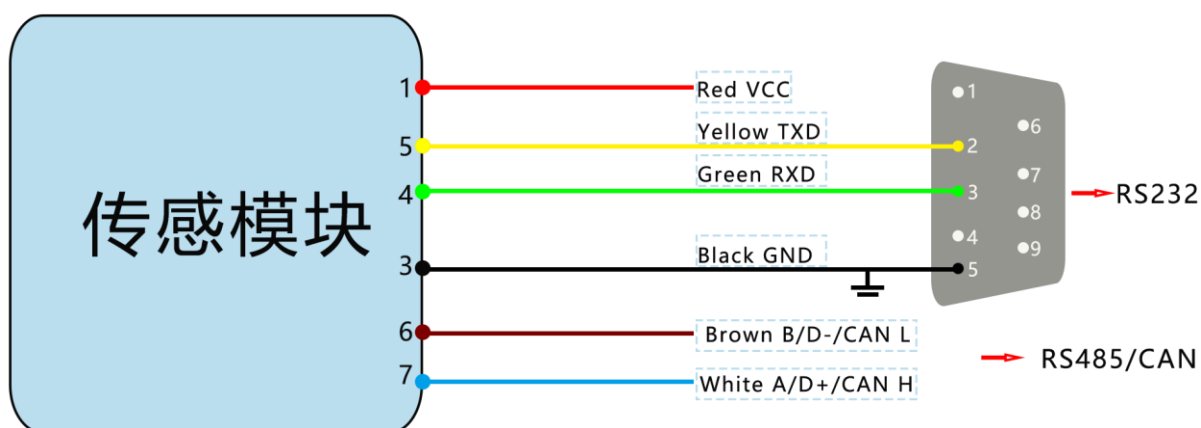 传感模块
1
5
4
3
6
7
Red VCC
Yellow TXD
Green RXD
Black GND
Brown B/D-/CAN L
White A/D+/CAN H
1
2
3
4
5
6
7
8
9
RS232
RS485/CAN